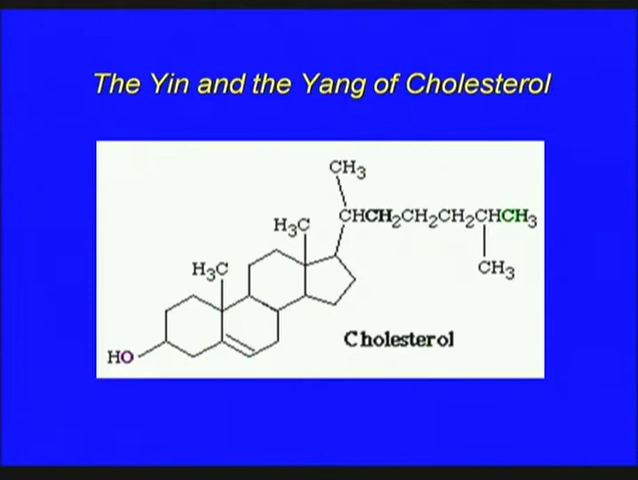 The Yin and the Yang of Cholesterol
CH₃
H₃C
CHCH₂CH₂CH₂CHCH₃
H₃C
CH₃
Cholesterol
HO